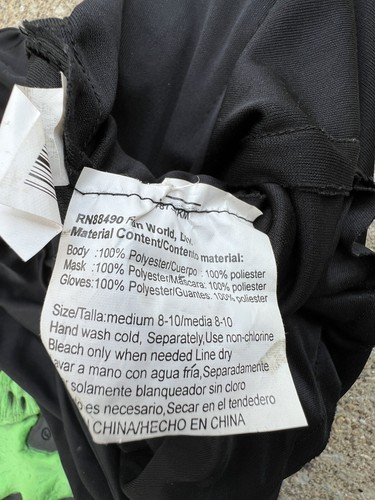 RN88490 Fun World, Div.
Material Content/Contento material:
Body :100% Polyester/Cuerpo :100% poliester
Mask :100% Polyester/Máscara: 100% poliester
Gloves:100% Polyester/Guantes: 100% poliester
Size/Talla:medium 8-10/media 8-10
Hand wash cold, Separately,Use non-chlorine
Bleach only when needed Line dry
evar a mano con agua fría,Separadamente
solamente blanqueador sin cloro
o es necesario,Secar en el tendedero
CHINA/HECHO EN CHINA